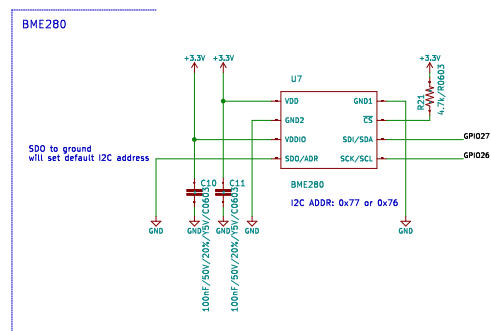 BME280
+3.3V
+3.3V
+3.3V
U7
R21
4.7k/R0603
VDD
GND1
GND2
CS
VDDIO
SDI/SDA
GPIO27
SDO/ADR
SCK/SCL
GPIO26
SDO to ground
will set default I2C address
C10
C11
BME280
100nF/50V/20%/Y5V/C0603
100nF/50V/20%/Y5V/C0603
I2C ADDR: 0x77 or 0x76
GND
GND
GND
GND
GND